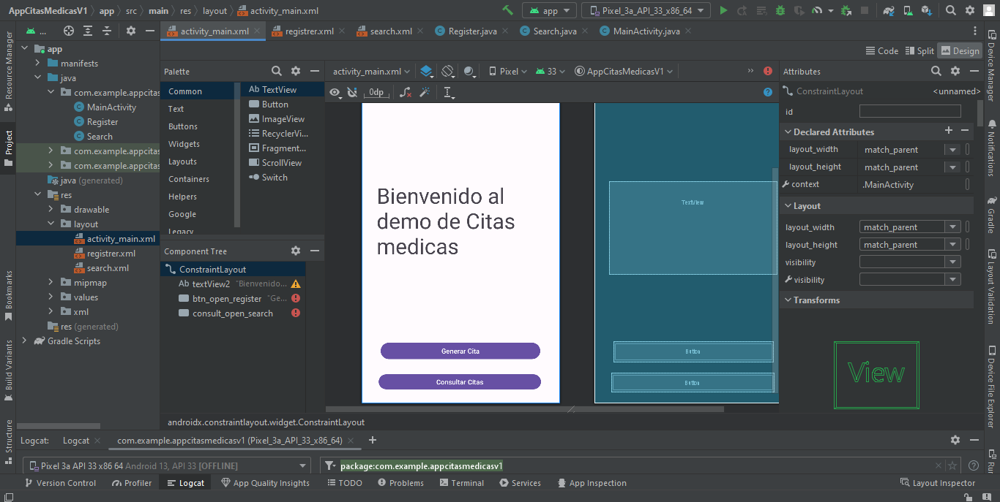 AppCitasMedicasV1 app src main res layout activity_main.xml
app Pixel_3a_API_33_x86_64
...
activity_main.xml registrer.xml search.xml Register.java Search.java MainActivity.java
Code Split Design
Resource Manager
Project
Bookmarks
Build Variants
Structure
app
manifests
java
com.example.appcitas
MainActivity
Register
Search
com.example.appcitas
com.example.appcitas
java (generated)
res
drawable
layout
activity_main.xml
registrer.xml
search.xml
mipmap
values
xml
res (generated)
Gradle Scripts
Palette
Common
Text
Buttons
Widgets
Layouts
Containers
Helpers
Google
Legacy
Ab TextView
Button
ImageView
RecyclerVi...
Fragment...
ScrollView
Switch
Component Tree
ConstraintLayout
Ab textView2 "Bienvenido...
btn_open_register "Ge...
consult_open_search
activity_main.xml Pixel 33 AppCitasMedicasV1
0dp
Bienvenido al
demo de Citas
medicas
Generar Cita
Consultar Citas
TextView
Button
Button
androidx.constraintlayout.widget.ConstraintLayout
Attributes
ConstraintLayout <unnamed>
id
Declared Attributes
layout_width match_parent
layout_height match_parent
context .MainActivity
Layout
layout_width match_parent
layout_height match_parent
visibility
visibility
Transforms
View
Device Manager
Notifications
Gradle
Layout Validation
Device File Explorer
Run
Logcat: Logcat com.example.appcitasmedicasv1 (Pixel_3a_API_33_x86_64)
Pixel 3a API 33 x86 64 Android 13, API 33 [OFFLINE] package:com.example.appcitasmedicasv1
Version Control Profiler Logcat App Quality Insights TODO Problems Terminal Services App Inspection Layout Inspector